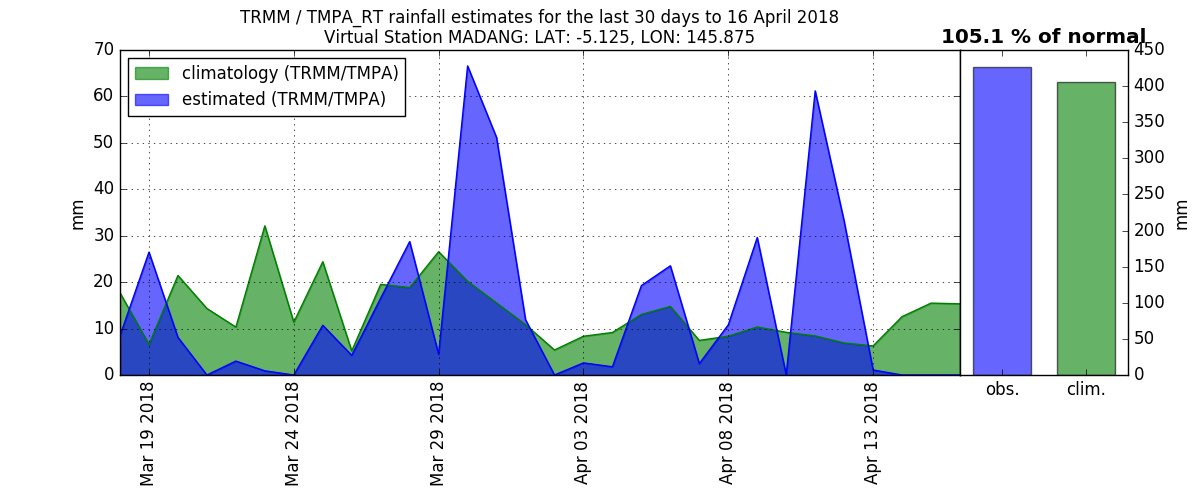 TRMM / TMPA_RT rainfall estimates for the last 30 days to 16 April 2018
Virtual Station MADANG: LAT: -5.125, LON: 145.875
105.1 % of normal
climatology (TRMM/TMPA)
estimated (TRMM/TMPA)
mm
70
60
50
40
30
20
10
0
Mar 19 2018
Mar 24 2018
Mar 29 2018
Apr 03 2018
Apr 08 2018
Apr 13 2018
obs.
clim.
450
400
350
300
250
200
150
100
50
0
mm